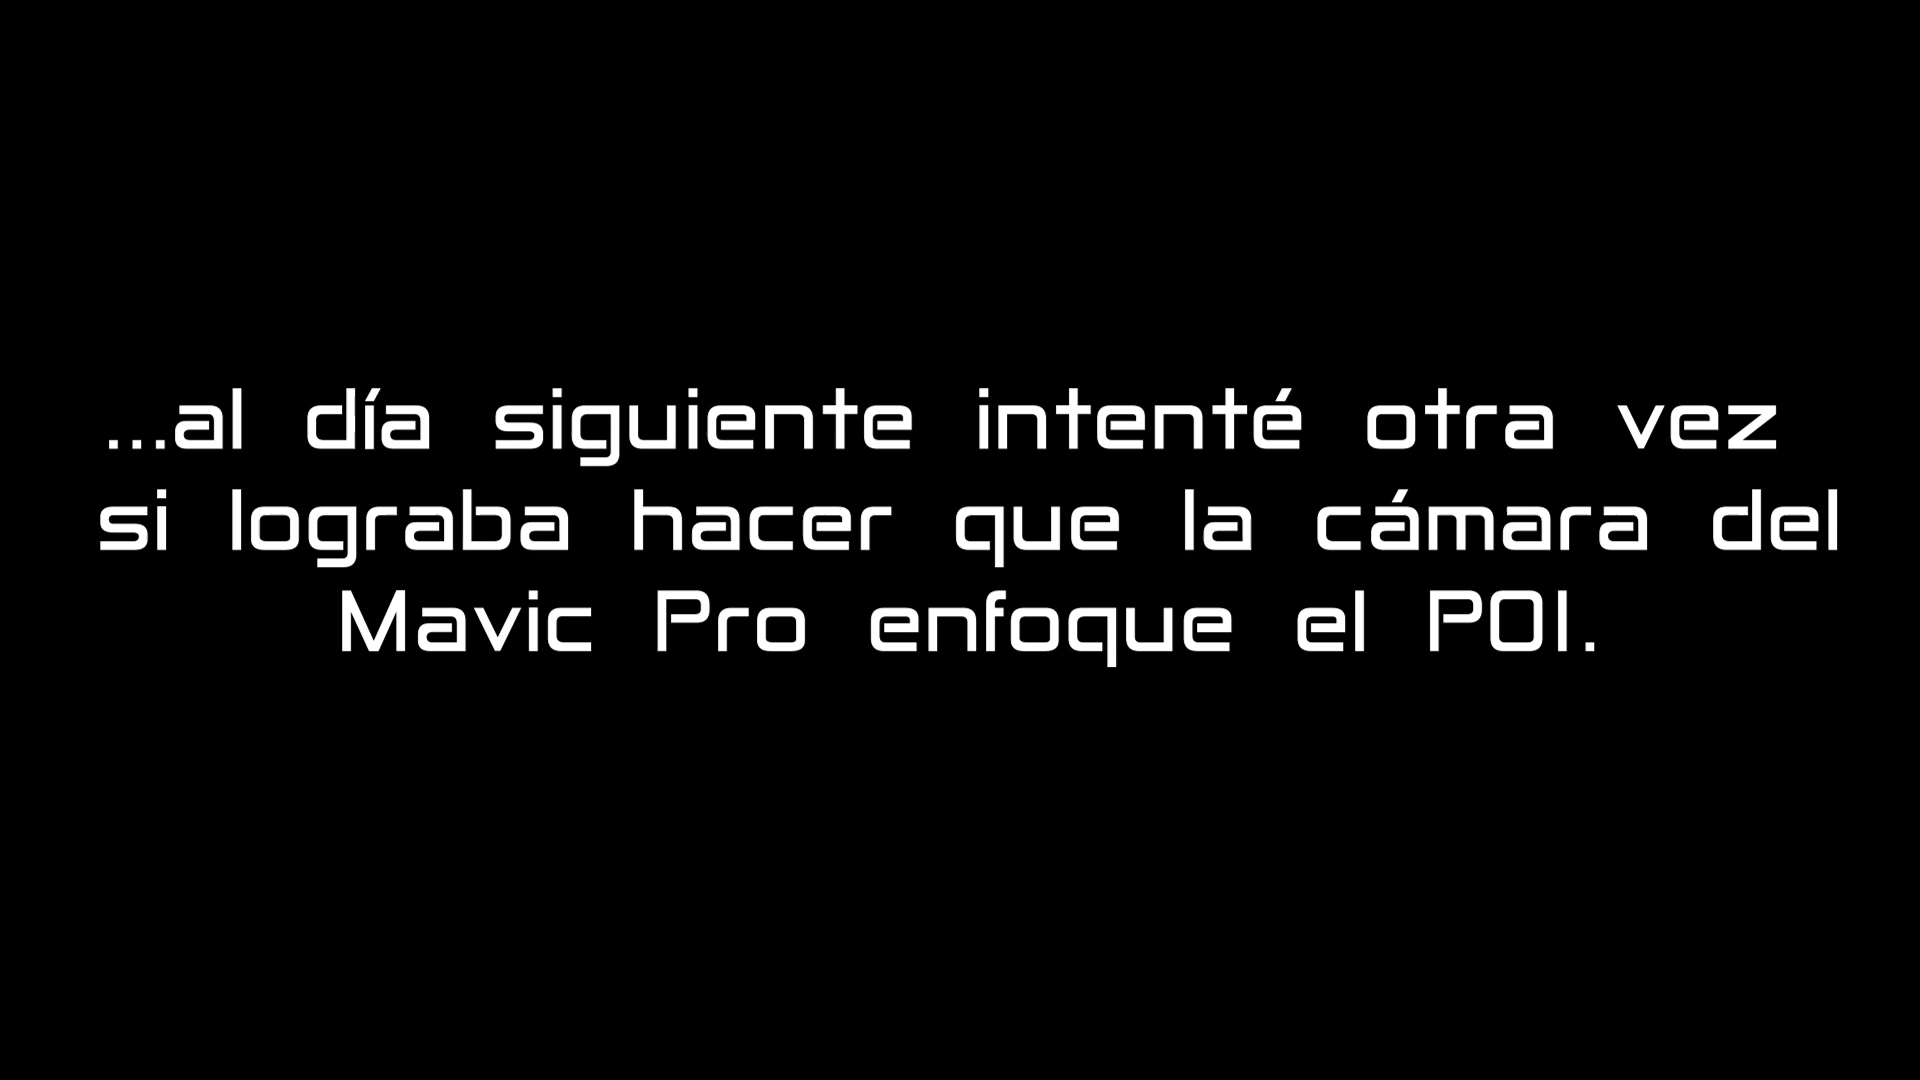 ...al día siguiente intenté otra vez
si lograba hacer que la cámara del
Mavic Pro enfoque el POI.